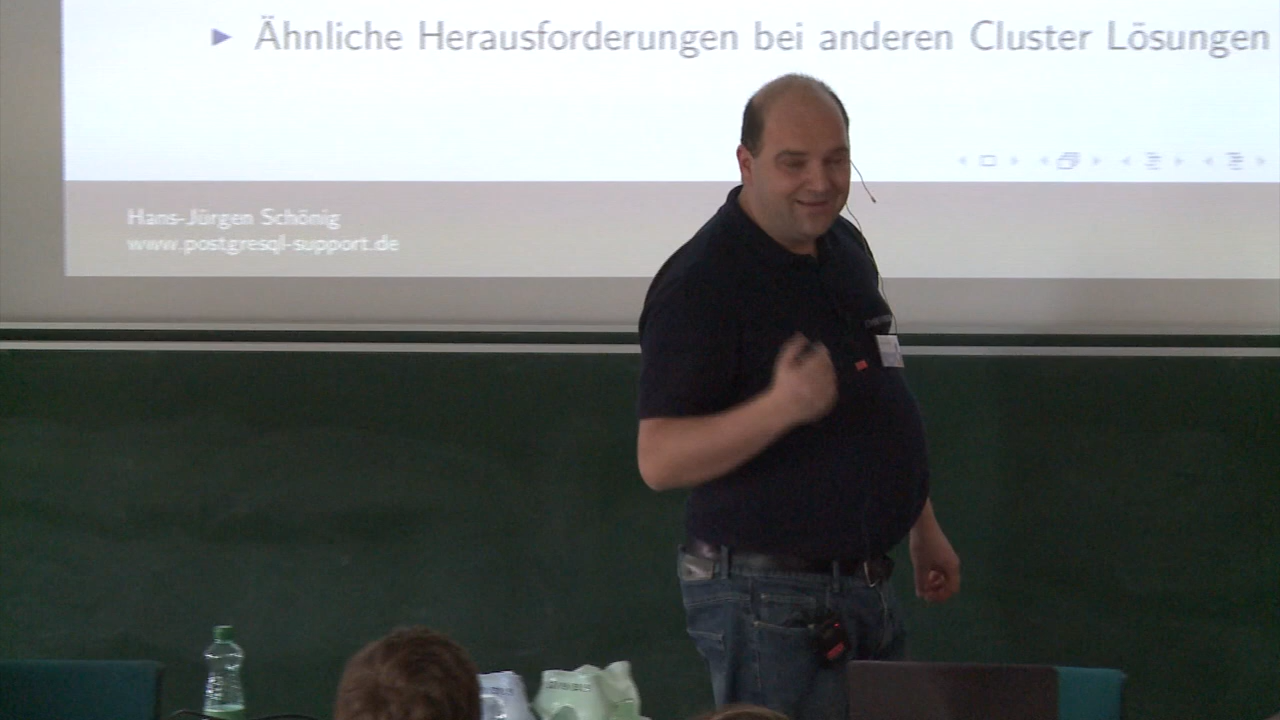 Ähnliche Herausforderungen bei anderen Cluster Lösungen
Hans-Jürgen Schönig
www.postgresql-support.de